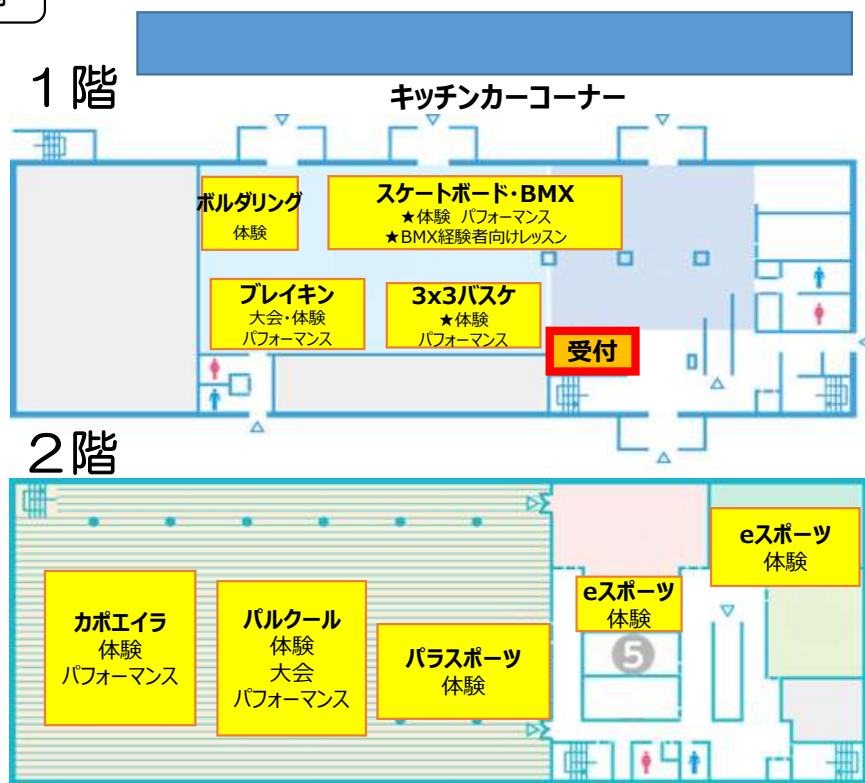 1階
キッチンカーコーナー
ボルダリング
体験
スケートボード・BMX
★体験 パフォーマンス
★BMX経験者向けレッスン
ブレイキン
大会・体験
パフォーマンス
3x3バスケ
★体験
パフォーマンス
受付
2階
カポエイラ
体験
パフォーマンス
パルクール
体験
大会
パフォーマンス
パラスポーツ
体験
eスポーツ
体験
eスポーツ
体験
5